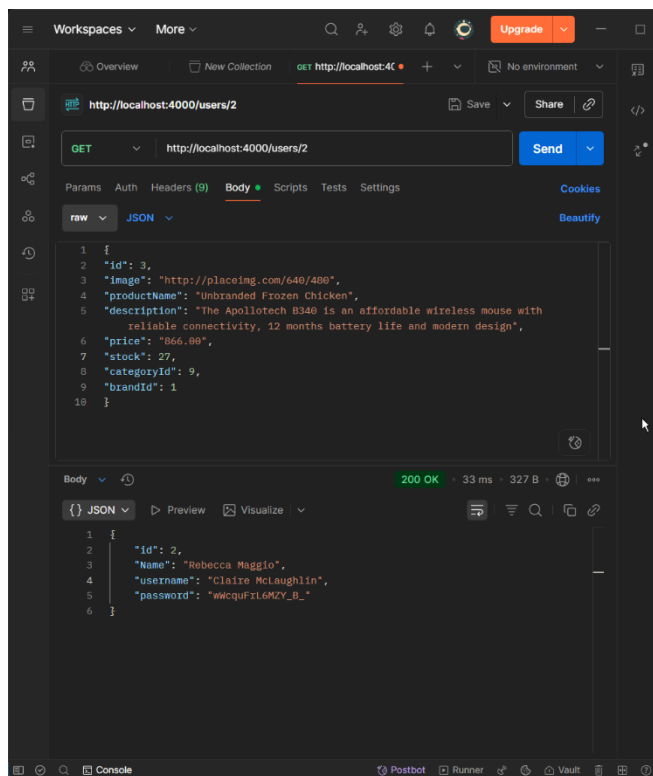 Workspaces More Upgrade
Overview New Collection GET http://localhost:4( + No environment
HTTP http://localhost:4000/users/2 Save Share
GET http://localhost:4000/users/2 Send
Params Auth Headers (9) Body Scripts Tests Settings Cookies
raw JSON Beautify
1 {
2 "id": 3,
3 "image": "http://placeimg.com/640/480",
4 "productName": "Unbranded Frozen Chicken",
5 "description": "The Apollotech B340 is an affordable wireless mouse with
reliable connectivity, 12 months battery life and modern design",
6 "price": "866.00",
7 "stock": 27,
8 "categoryId": 9,
9 "brandId": 1
10 }
Body 200 OK 33 ms 327 B
{} JSON Preview Visualize
1 {
2 "id": 2,
3 "Name": "Rebecca Maggio",
4 "username": "Claire McLaughlin",
5 "password": "wWcquFrL6MZY_B_"
6 }
Console Postbot Runner Vault